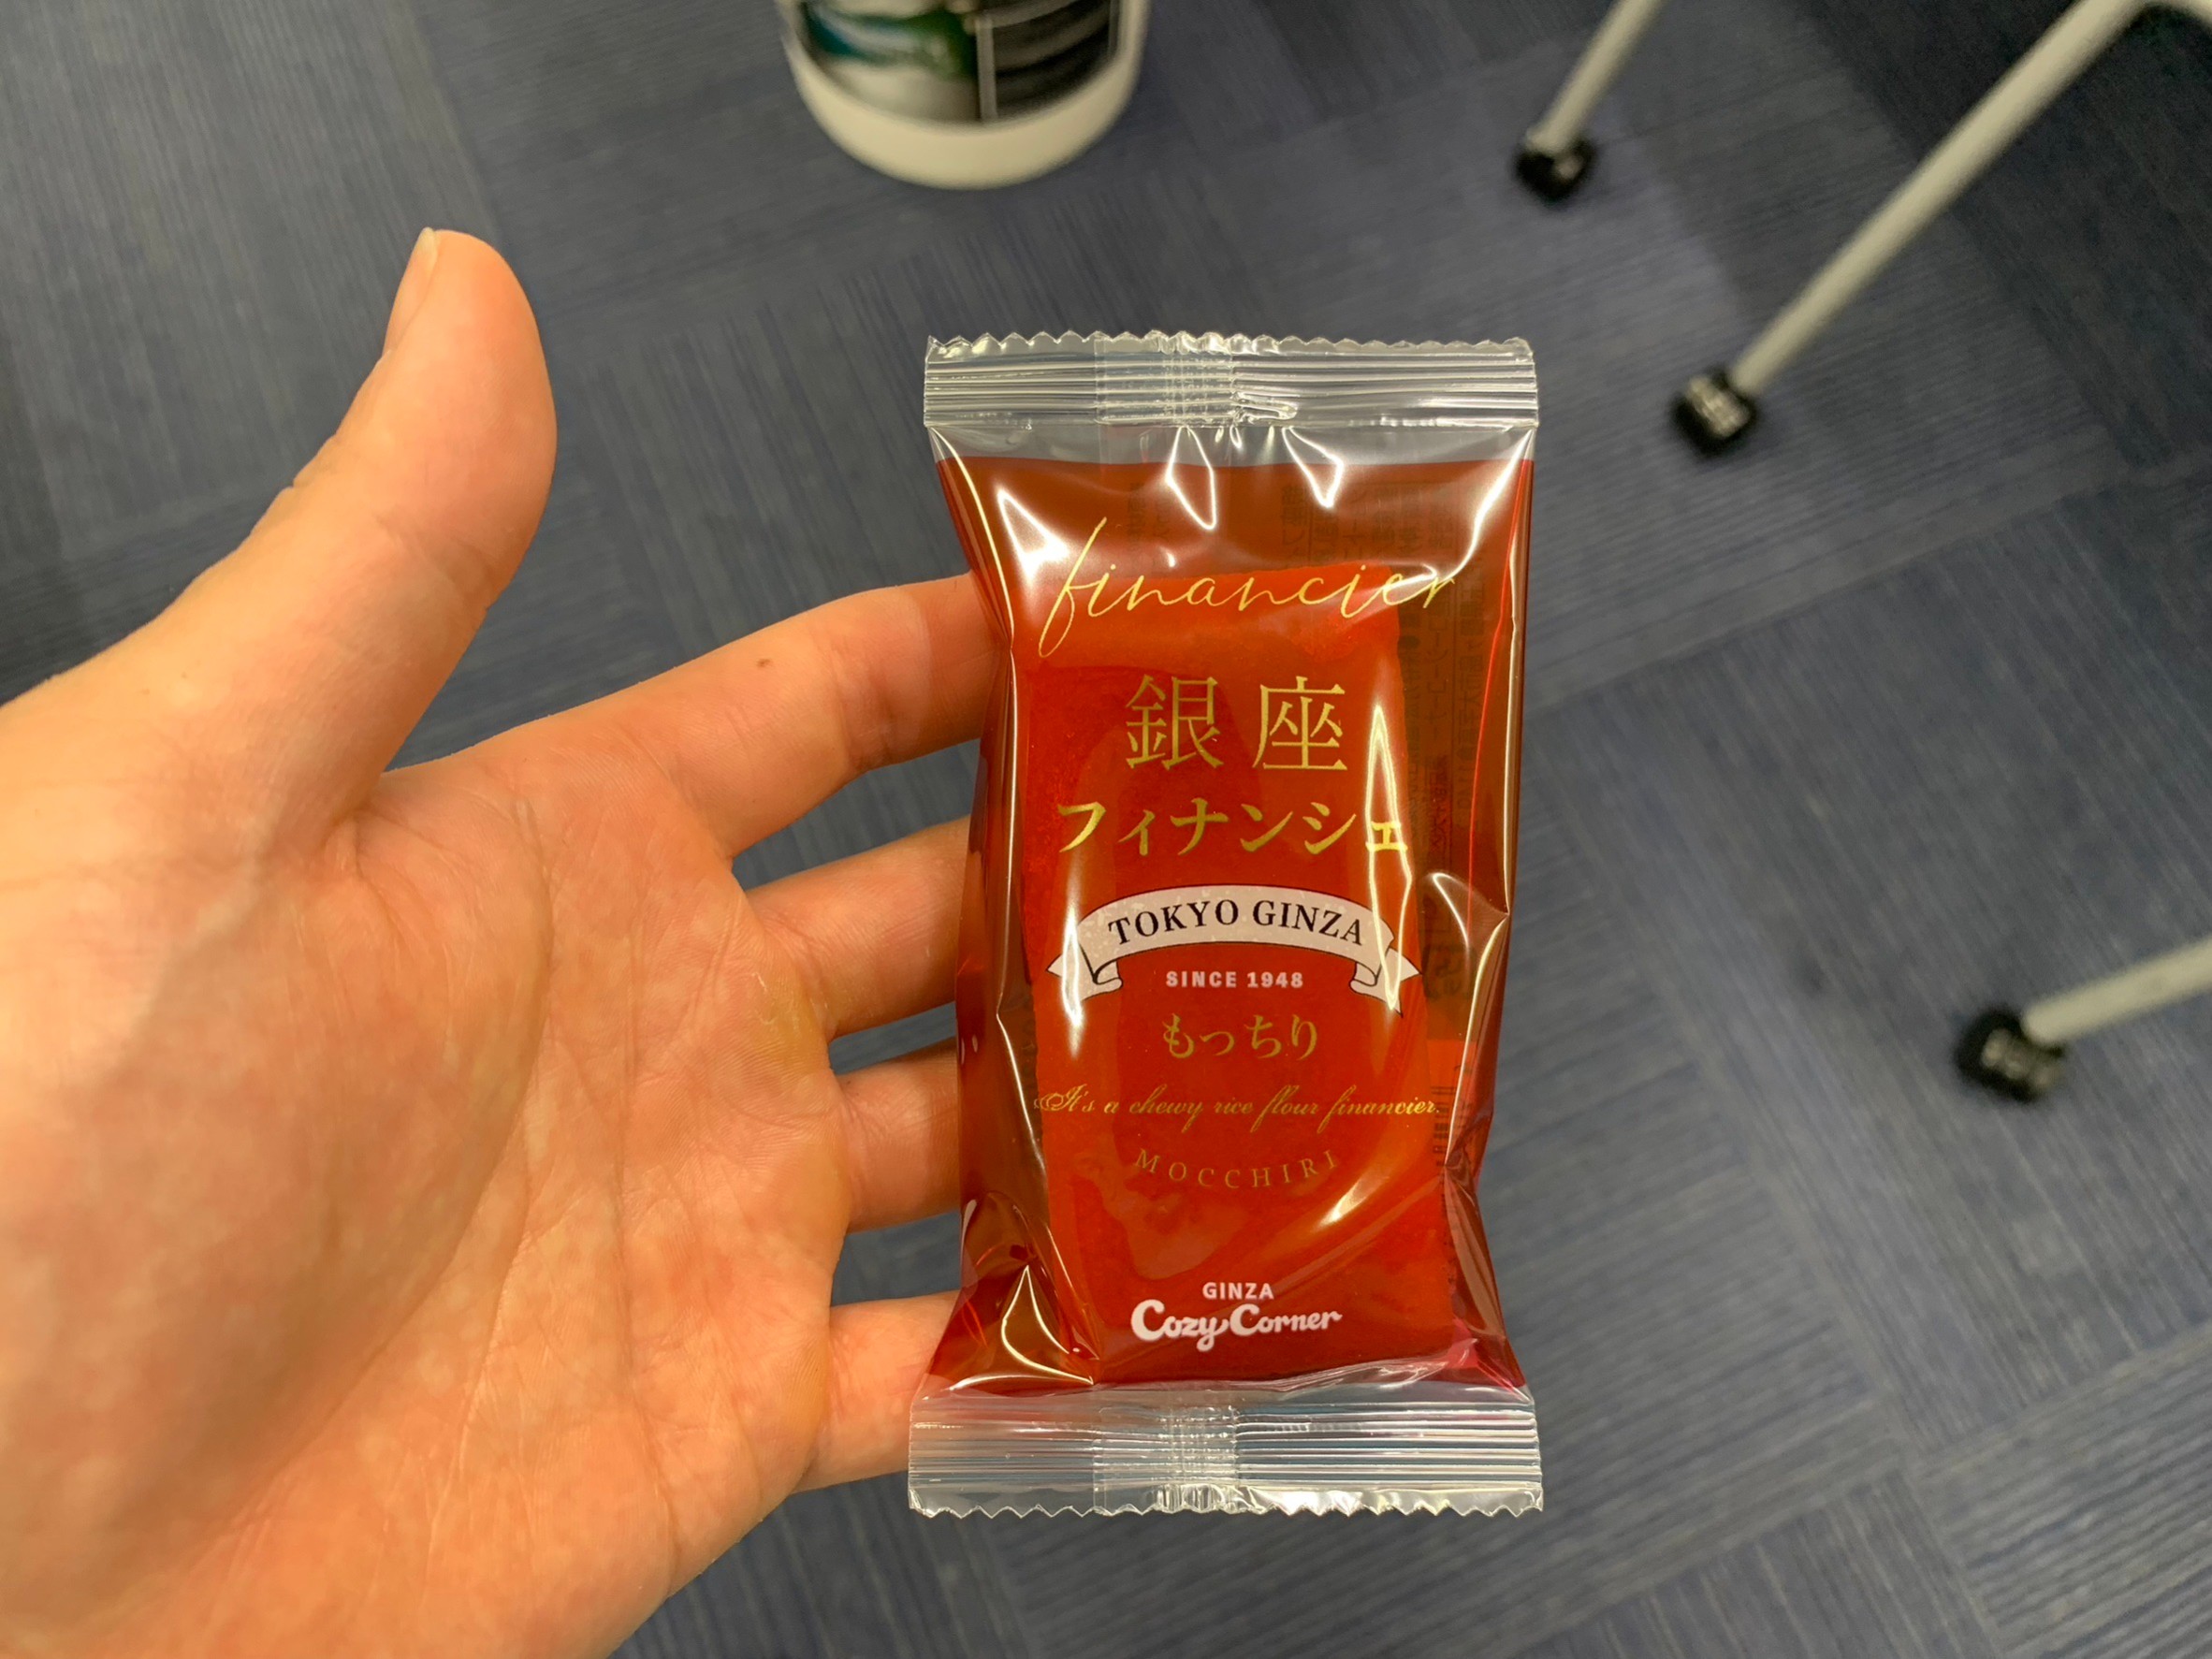 financier
銀座
フィナンシェ
TOKYO GINZA
SINCE 1948
もっちり
It's a chewy rice flour financier.
MOCCHIRI
GINZA
Cozy Corner